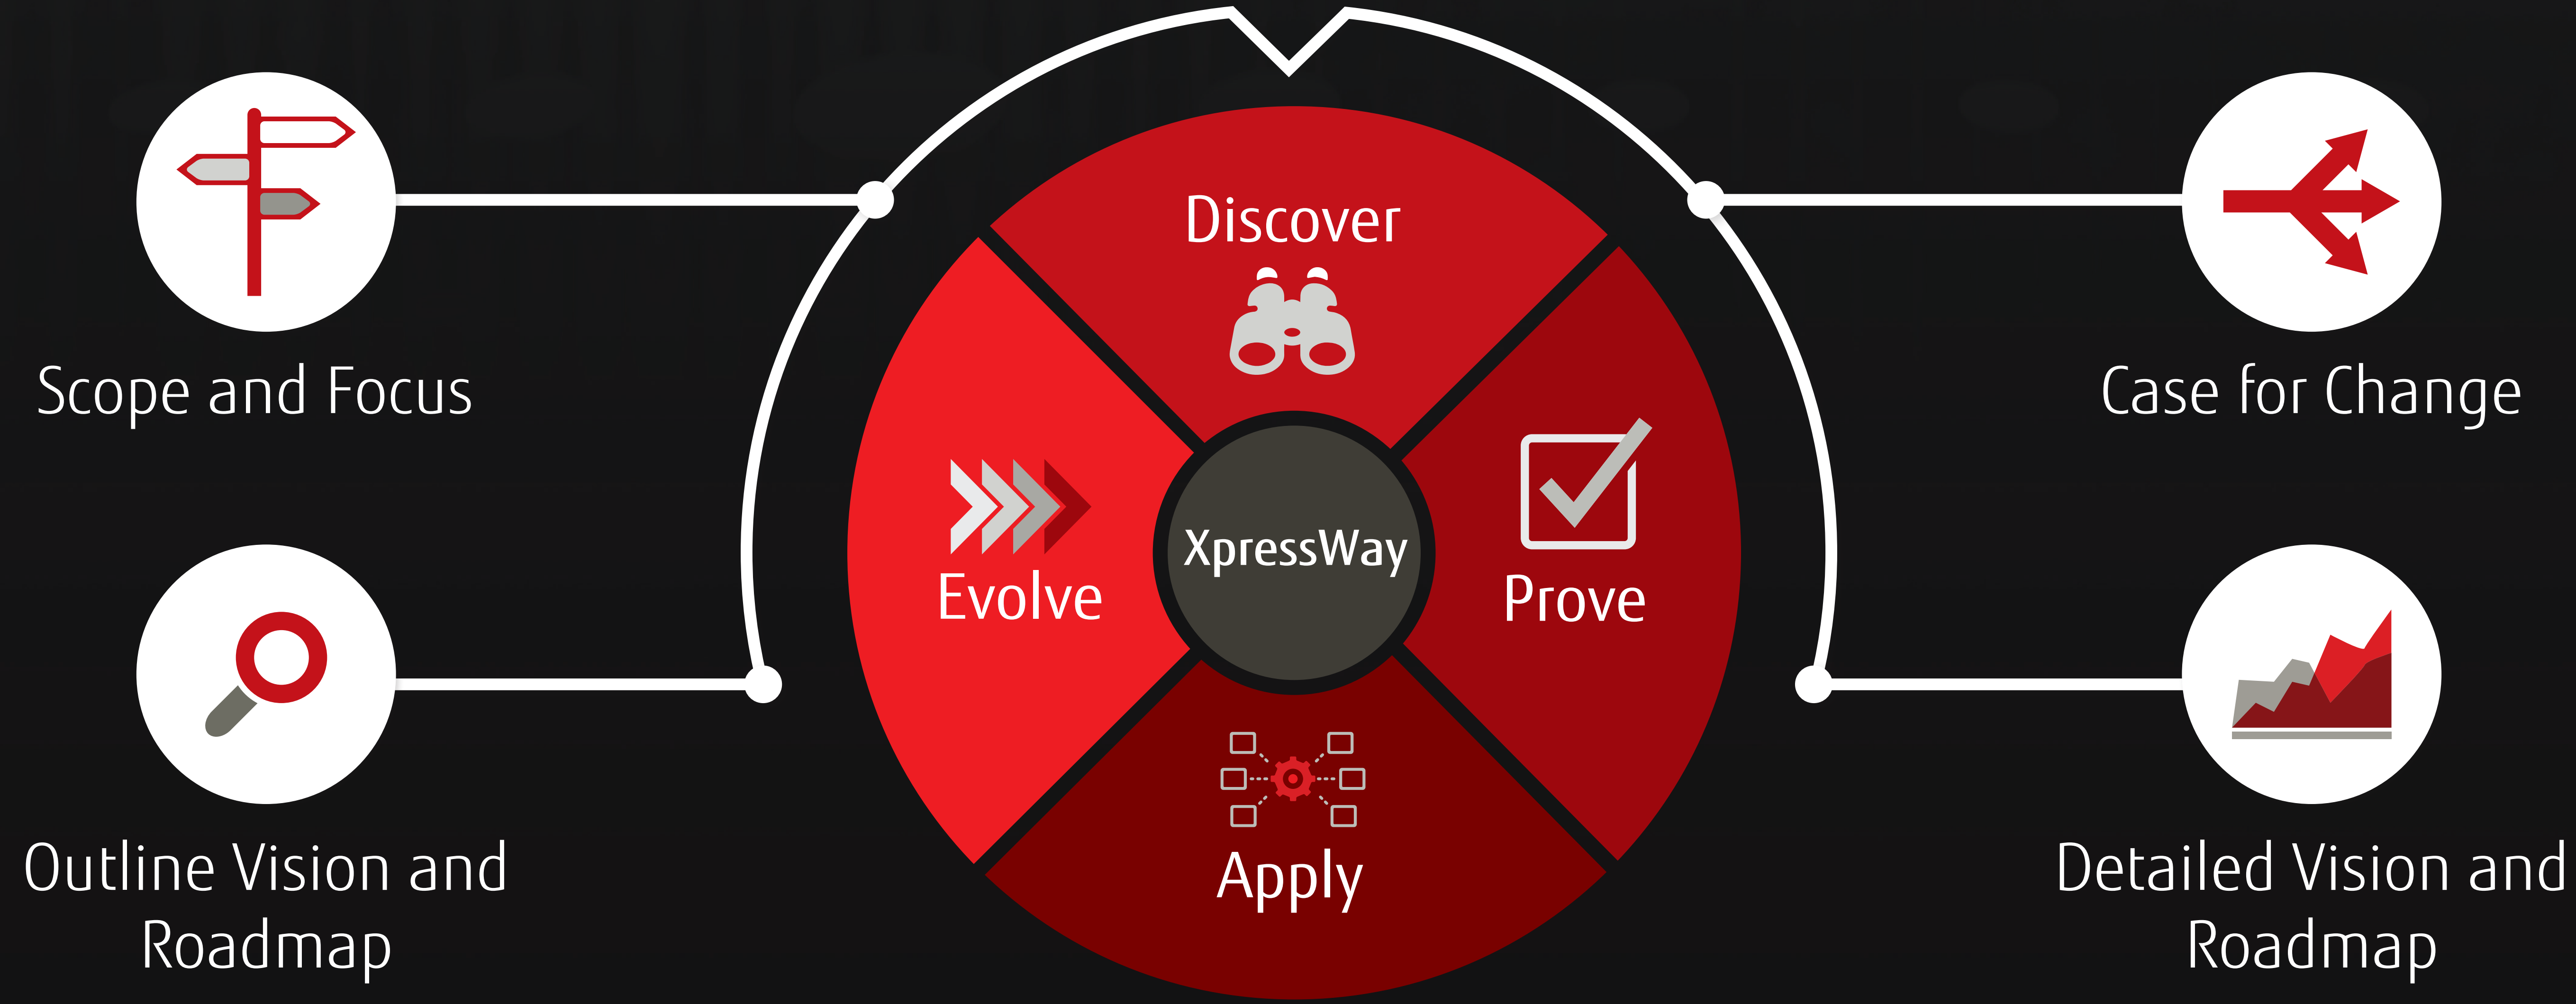 Discover
Scope and Focus
Case for Change
XpressWay
Evolve
Prove
Outline Vision and
Roadmap
Apply
Detailed Vision and
Roadmap